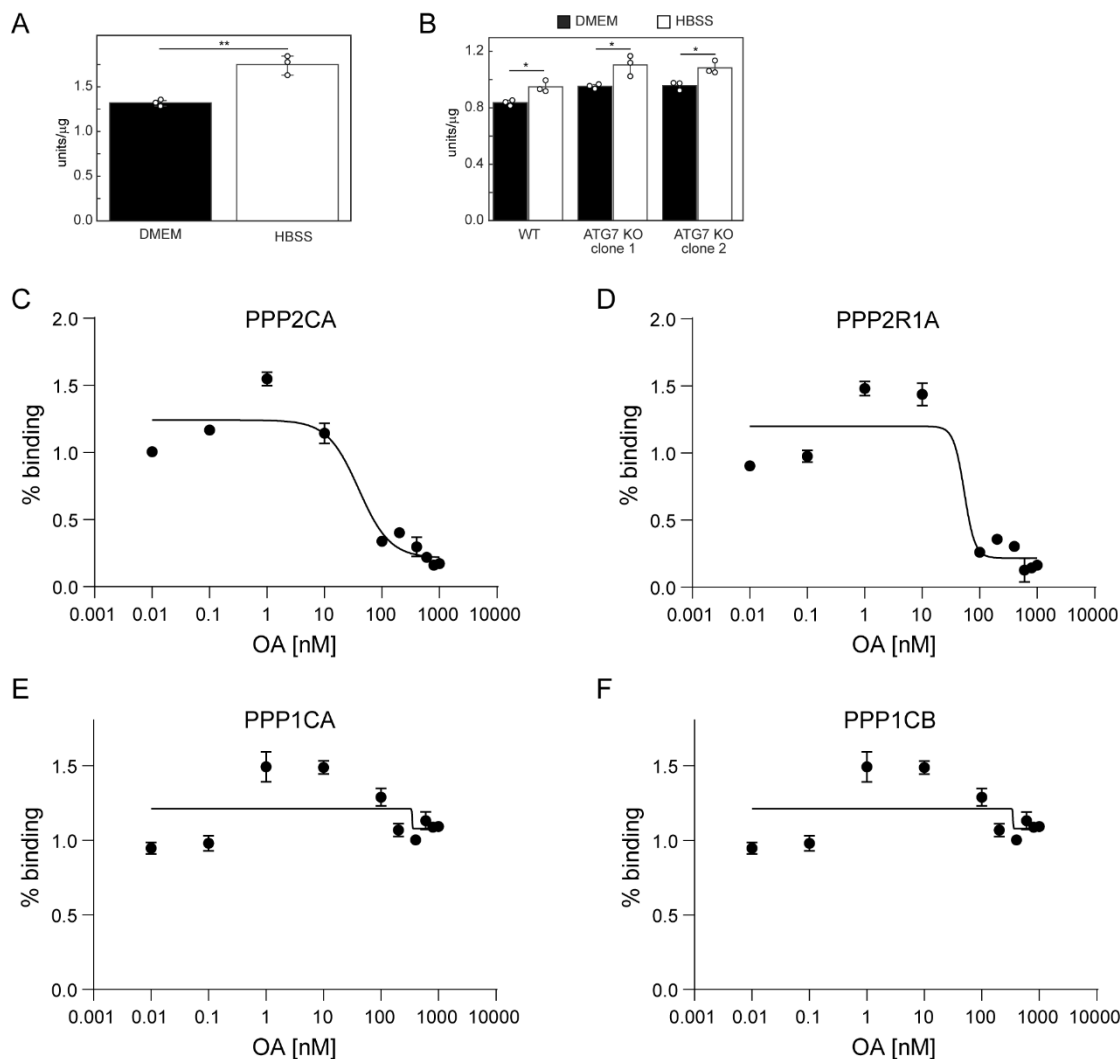 A
**
1.5
1.0
1.5
0.0
units/µg
DMEM
HBSS
B
DMEM
HBSS
*
*
*
1.2
0.8
0.4
0.0
units/µg
WT
ATG7 KO
clone 1
ATG7 KO
clone 2
C
PPP2CA
2.0
1.5
1.0
0.5
0.0
% binding
0.001 0.01 0.1 1 10 100 1000 10000
OA [nM]
D
PPP2R1A
2.0
1.5
1.0
0.5
0.0
% binding
0.001 0.01 0.1 1 10 100 1000 10000
OA [nM]
E
PPP1CA
1.5
1.0
0.5
0.0
% binding
0.001 0.01 0.1 1 10 100 1000 10000
OA [nM]
F
PPP1CB
1.5
1.0
0.5
0.0
% binding
0.001 0.01 0.1 1 10 100 1000 10000
OA [nM]